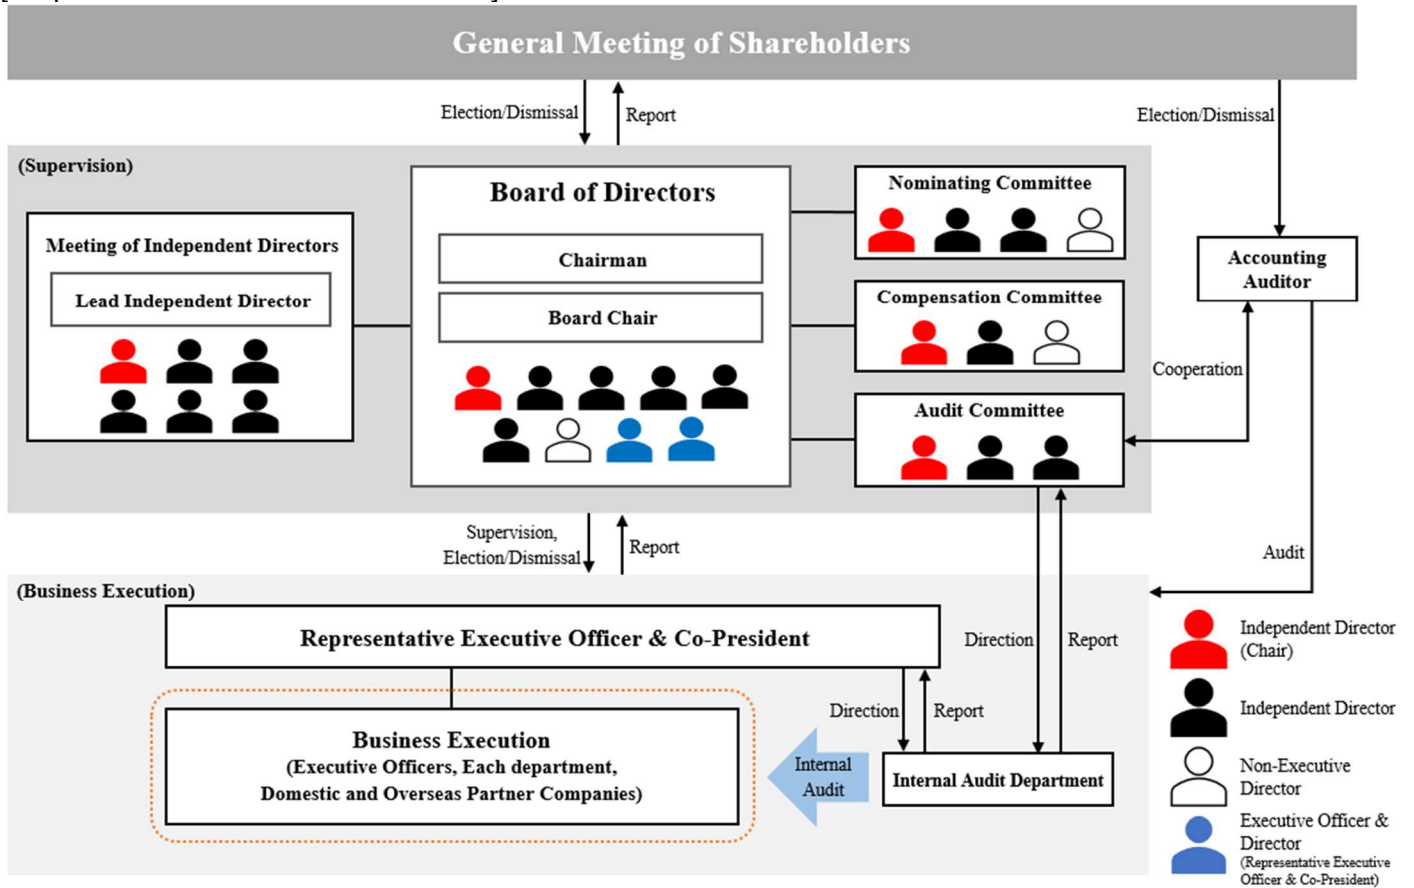 General Meeting of Shareholders
Election/Dismissal
Report
Election/Dismissal
(Supervision)
Meeting of Independent Directors
Lead Independent Director
Board of Directors
Chairman
Board Chair
Nominating Committee
Compensation Committee
Audit Committee
Accounting
Auditor
Cooperation
Audit
Supervision,
Election/Dismissal
Report
(Business Execution)
Representative Executive Officer & Co-President
Direction
Report
Direction
Report
Business Execution
(Executive Officers, Each department,
Domestic and Overseas Partner Companies)
Internal
Audit
Internal Audit Department
Independent Director
(Chair)
Independent Director
Non-Executive
Director
Executive Officer &
Director
(Representative Executive
Officer & Co-President)